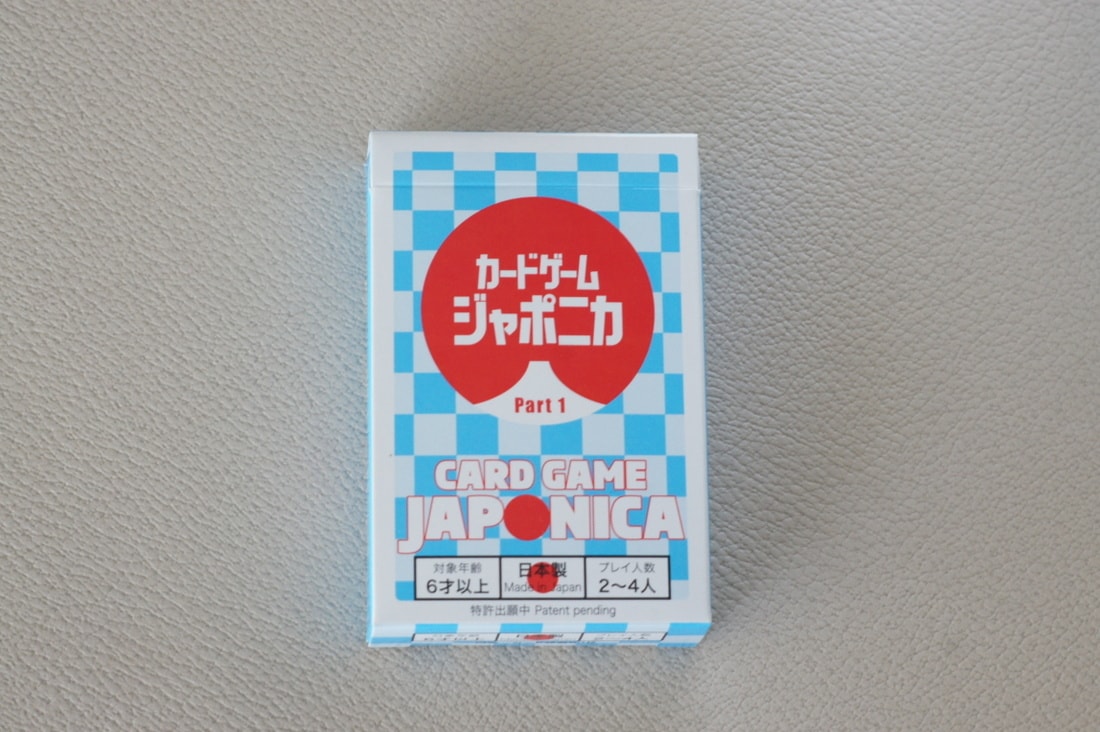 カードゲーム
ジャポニカ
Part 1
CARD GAME
JAPONICA
対象年齢
6才以上
日本製
Made in Japan
プレイ人数
2〜4人
特許出願中 Patent pending